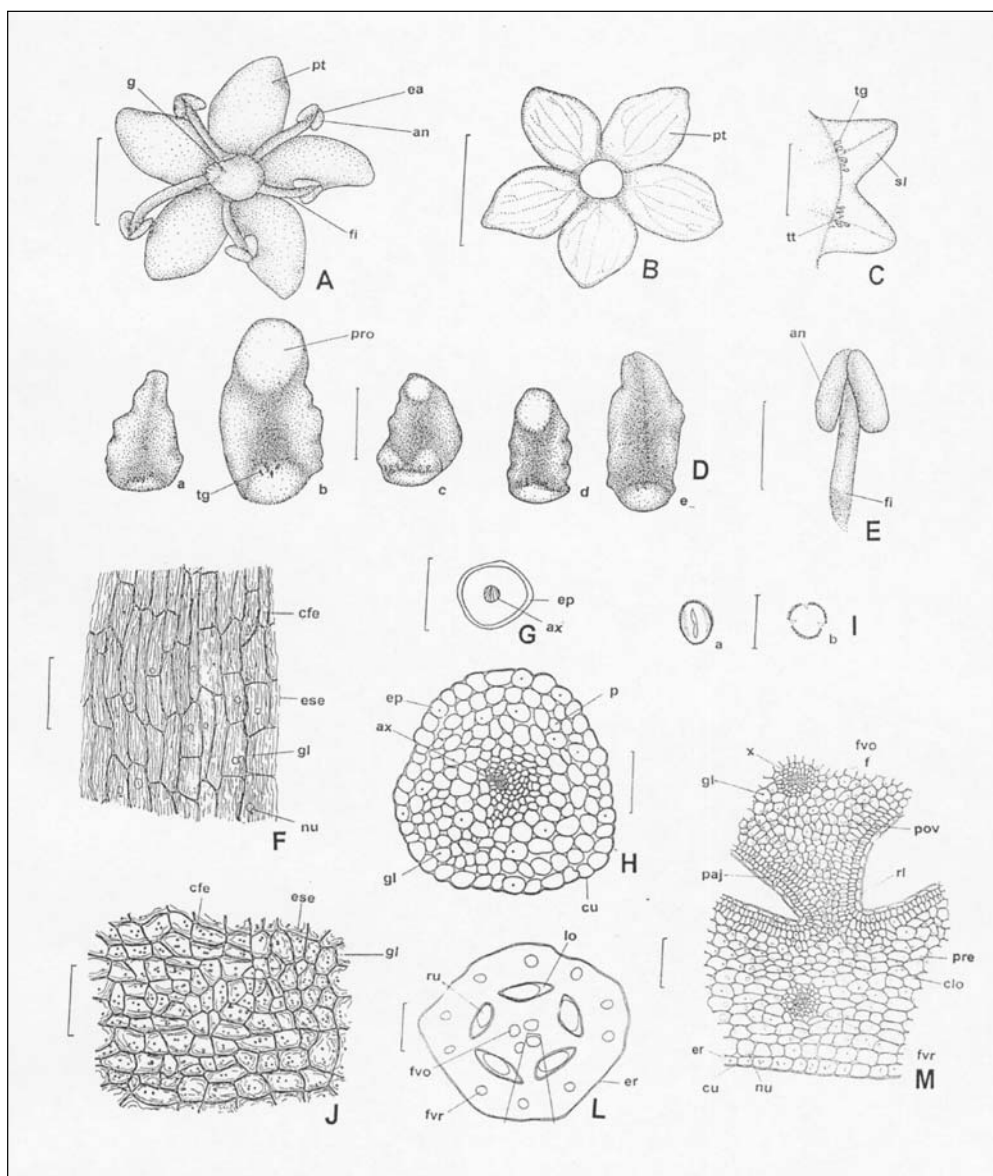 g
pt
ea
an
fi
A
pt
B
tg
sl
tt
C
pro
tg
a
b
c
d
e
D
an
fi
E
cfe
ese
gl
nu
F
ep
ax
G
a
b
I
ep
ax
p
gl
cu
H
x
fvo
f
gl
pov
paj
rl
pre
clo
er
fvr
cu
nu
M
cfe
ese
gl
J
lo
ru
fvo
fvr
er
L